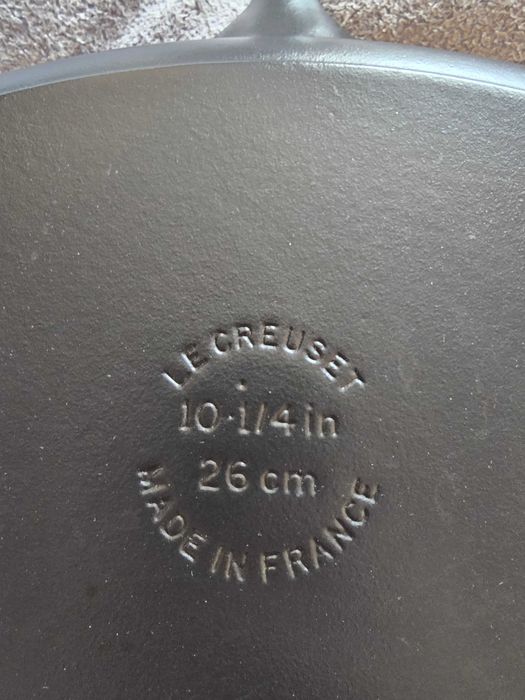 LE CREUSET
10·1/4 in
26 cm
MADE IN FRANCE